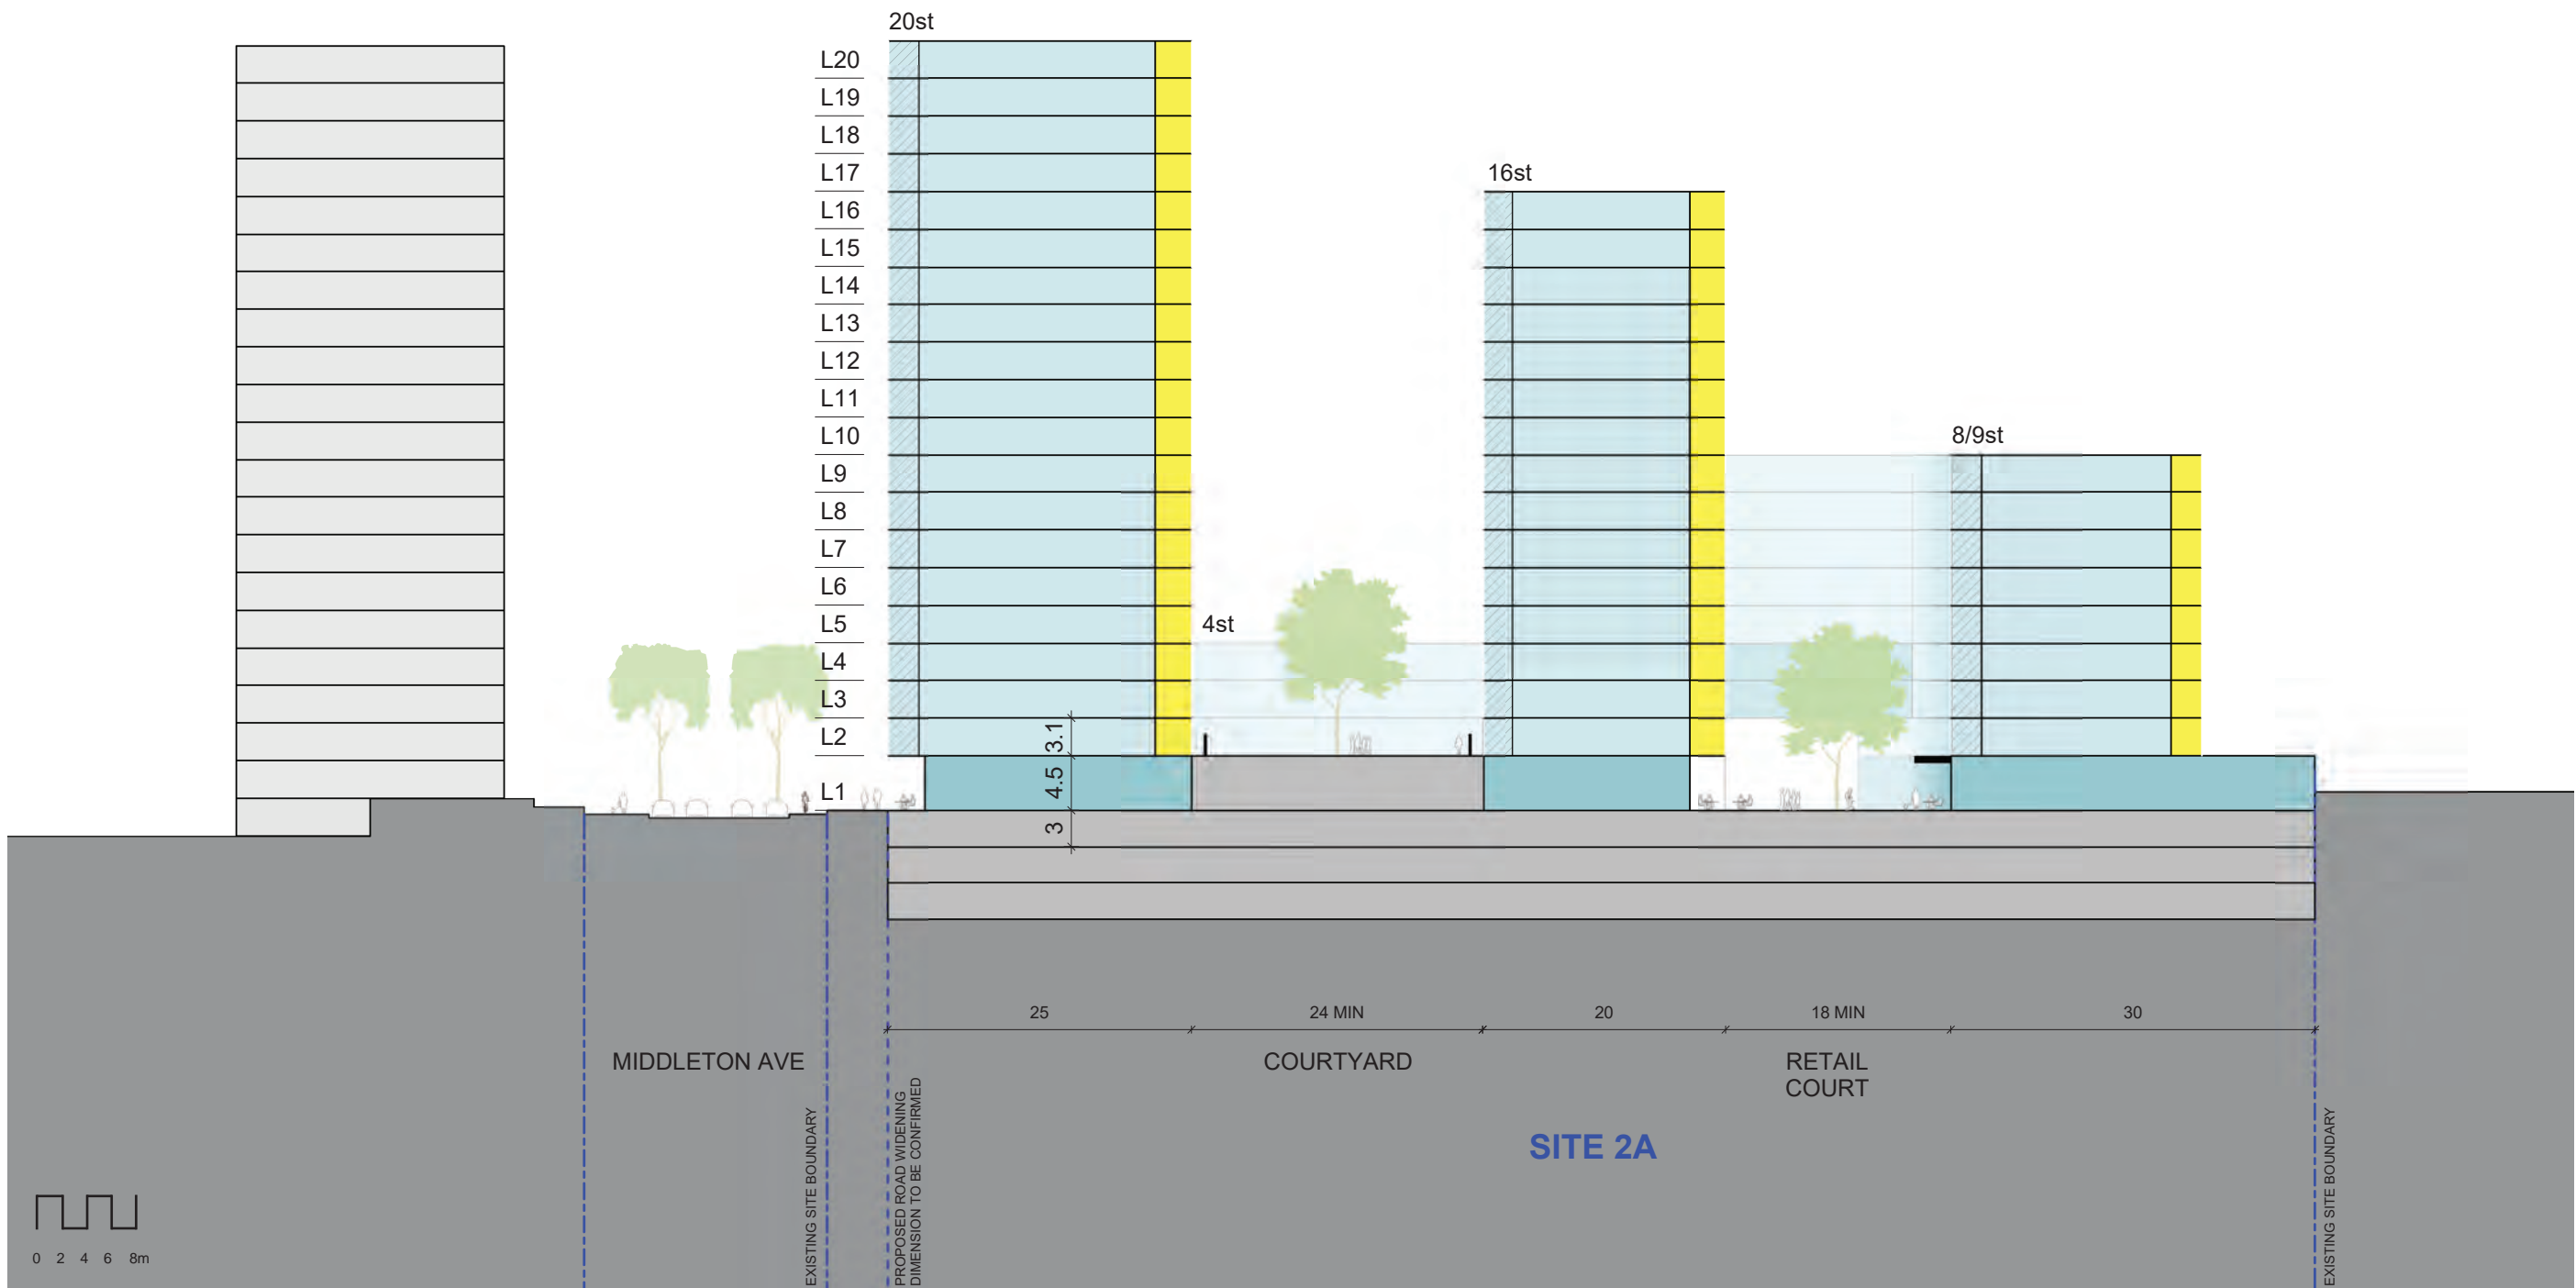 20st
L20
L19
L18
L17
16st
L16
L15
L14
L13
L12
L11
L10
8/9st
L9
L8
L7
L6
L5
4st
L4
L3
L2
3.1
L1
4.5
3
25
24 MIN
20
18 MIN
30
MIDDLETON AVE
COURTYARD
RETAIL
COURT
EXISTING SITE BOUNDARY
PROPOSED ROAD WIDENING
DIMENSION TO BE CONFIRMED
SITE 2A
EXISTING SITE BOUNDARY
0 2 4 6 8m